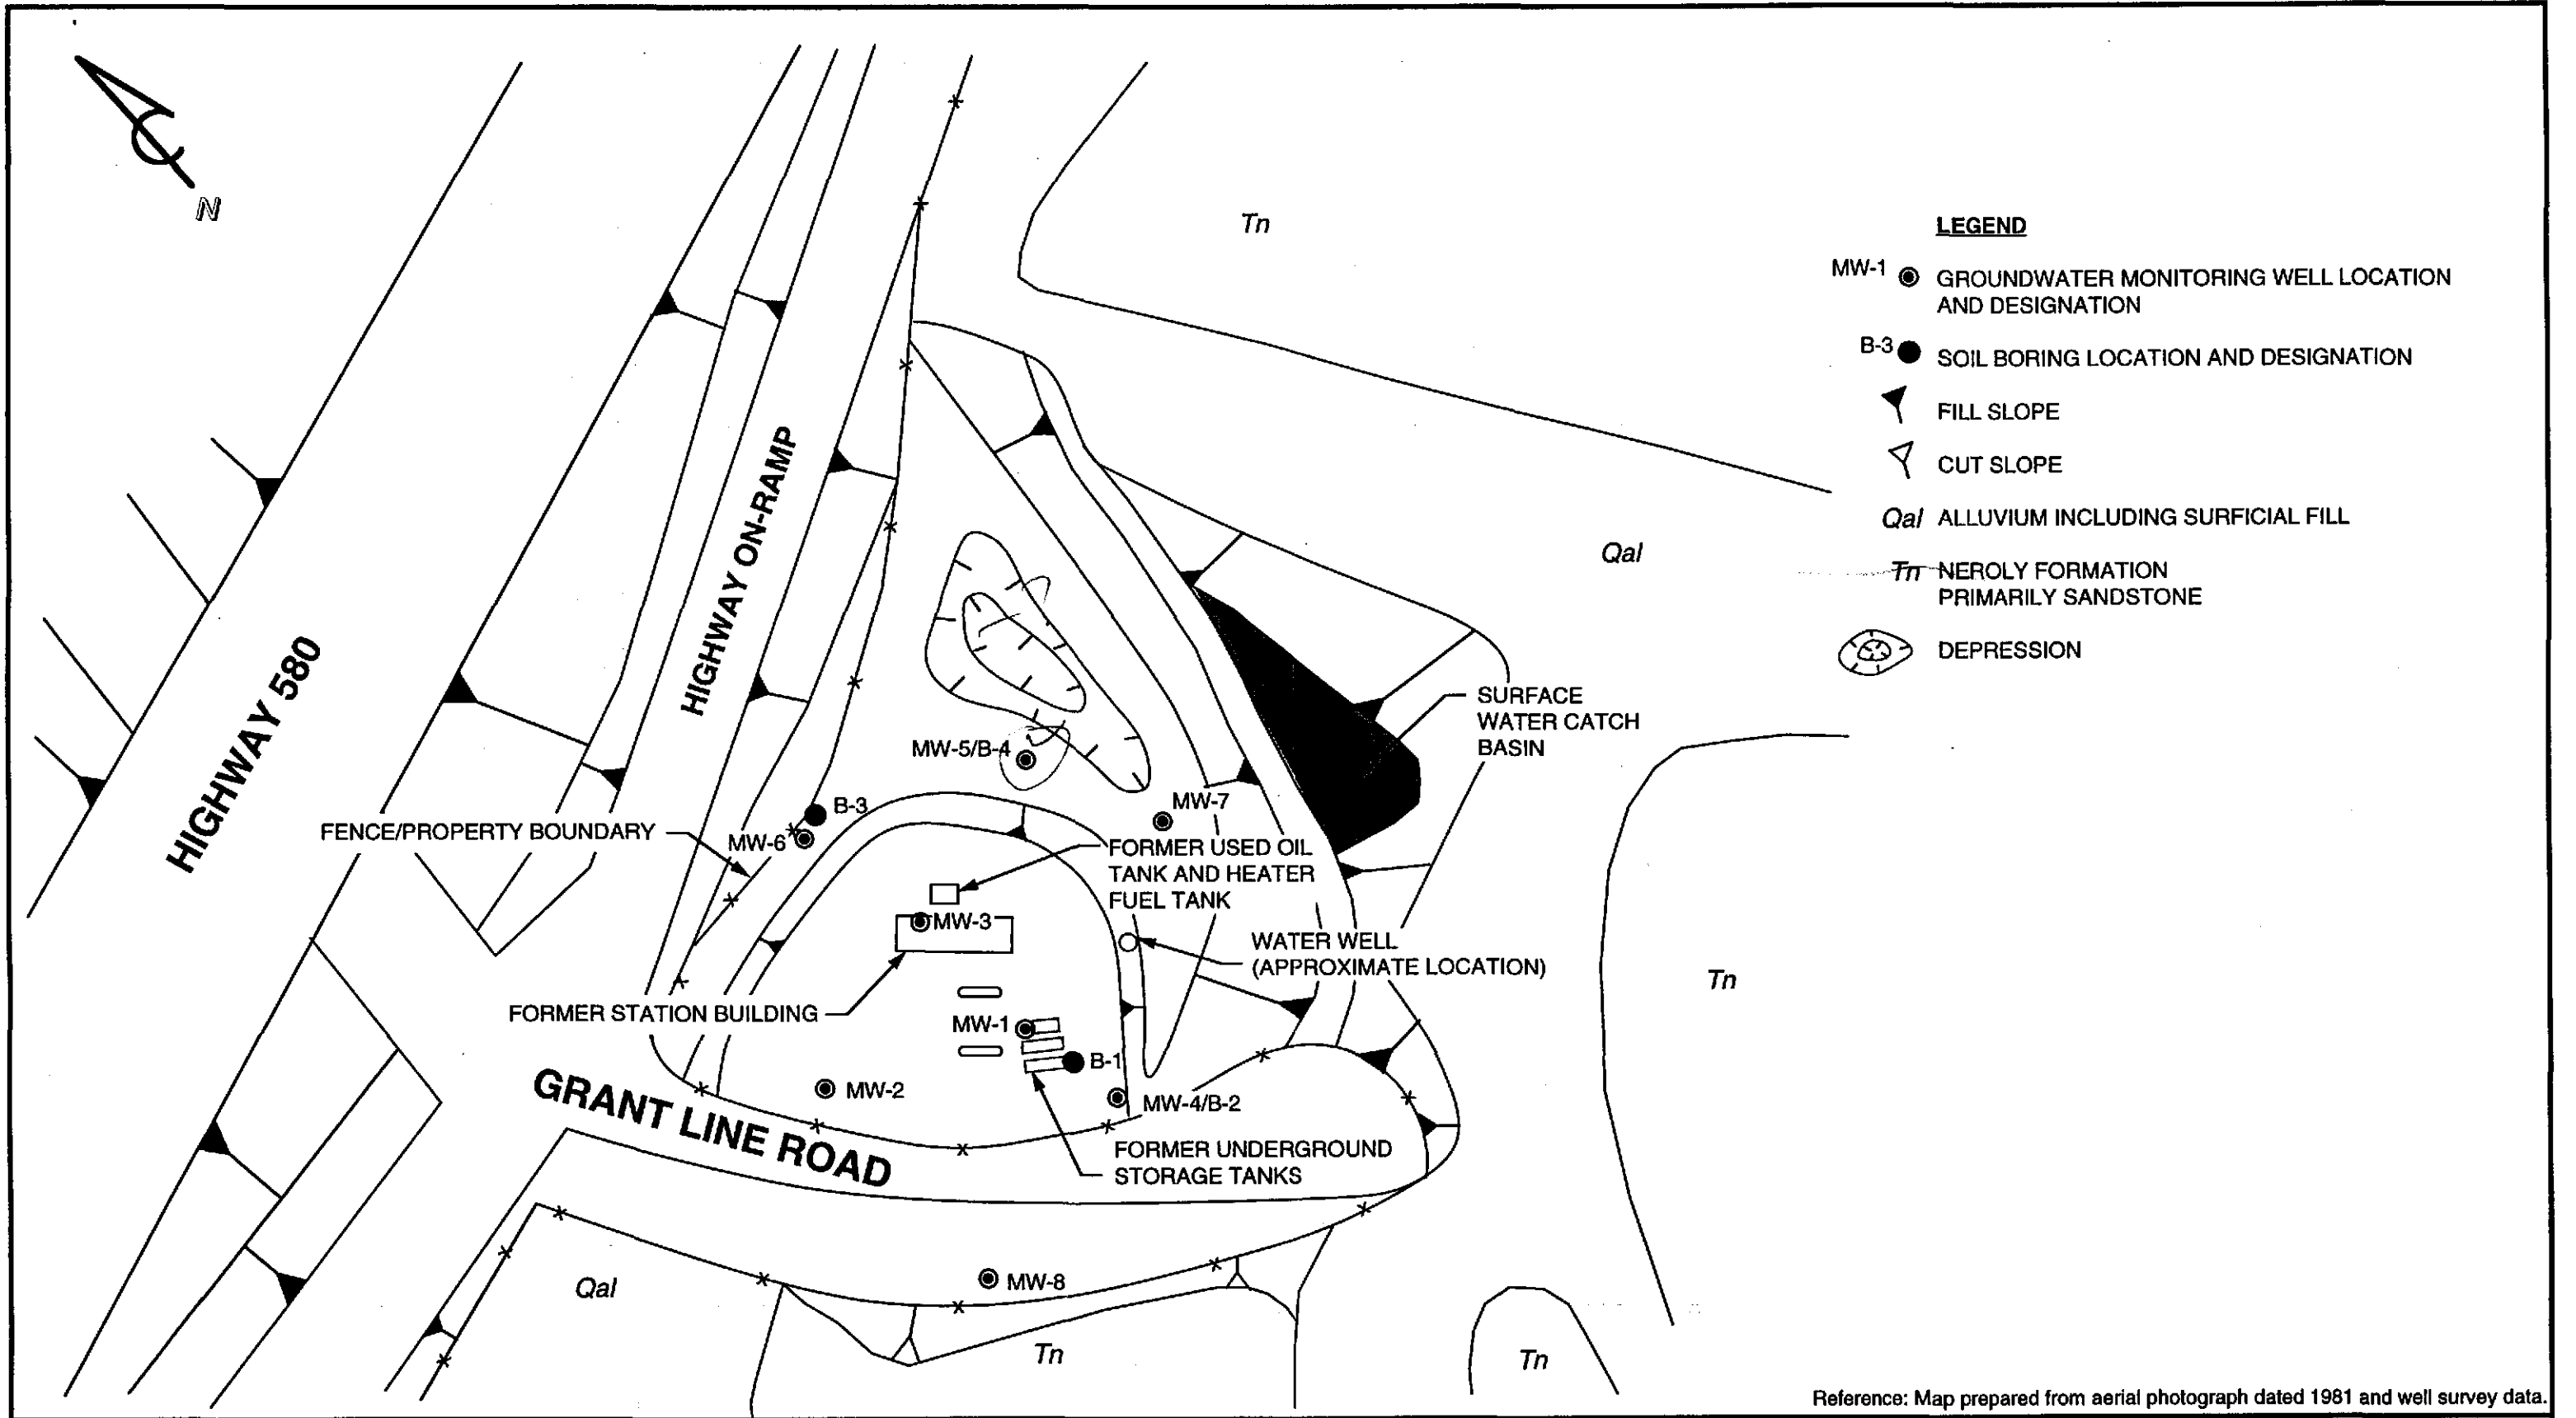 N
Tn
LEGEND
MW-1 GROUNDWATER MONITORING WELL LOCATION
AND DESIGNATION
B-3 SOIL BORING LOCATION AND DESIGNATION
FILL SLOPE
CUT SLOPE
Qal ALLUVIUM INCLUDING SURFICIAL FILL
Tn NEROLY FORMATION
PRIMARILY SANDSTONE
DEPRESSION
Qal
HIGHWAY 580
HIGHWAY ON-RAMP
SURFACE
WATER CATCH
BASIN
MW-5/B-4
B-3
MW-7
FENCE/PROPERTY BOUNDARY
MW-6
FORMER USED OIL
TANK AND HEATER
FUEL TANK
MW-3
WATER WELL
(APPROXIMATE LOCATION)
Tn
FORMER STATION BUILDING
MW-1
B-1
MW-2
MW-4/B-2
GRANT LINE ROAD
FORMER UNDERGROUND
STORAGE TANKS
Qal
MW-8
Tn
Tn
Reference: Map prepared from aerial photograph dated 1981 and well survey data.